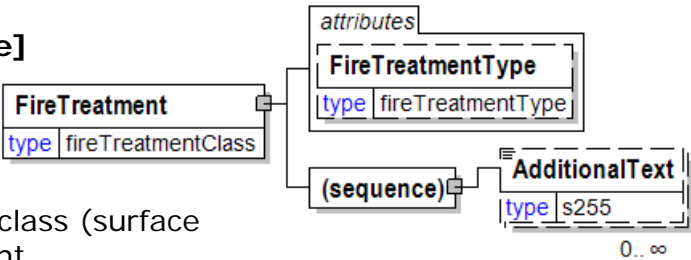 e]
attributes
FireTreatmentType
type fireTreatmentType
FireTreatment
type fireTreatmentClass
(sequence)
AdditionalText
type s255
0.. ∞
class (surface